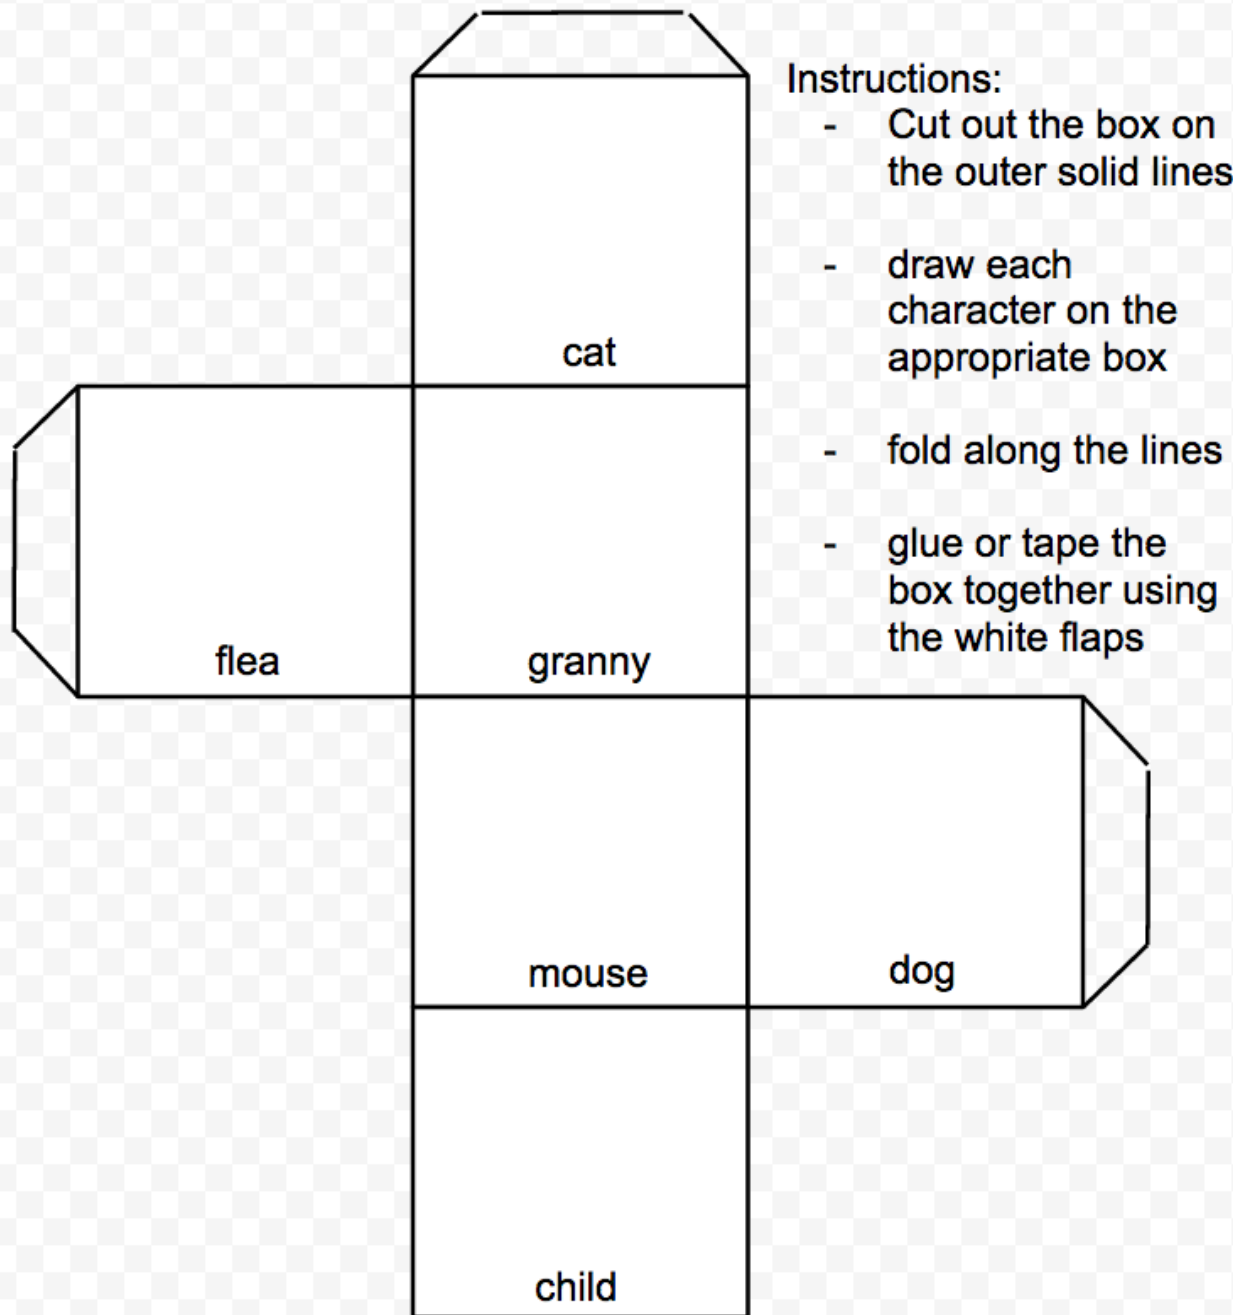 Instructions:
- Cut out the box on
the outer solid lines
- draw each
character on the
appropriate box
- fold along the lines
- glue or tape the
box together using
the white flaps
cat
flea
granny
mouse
dog
child